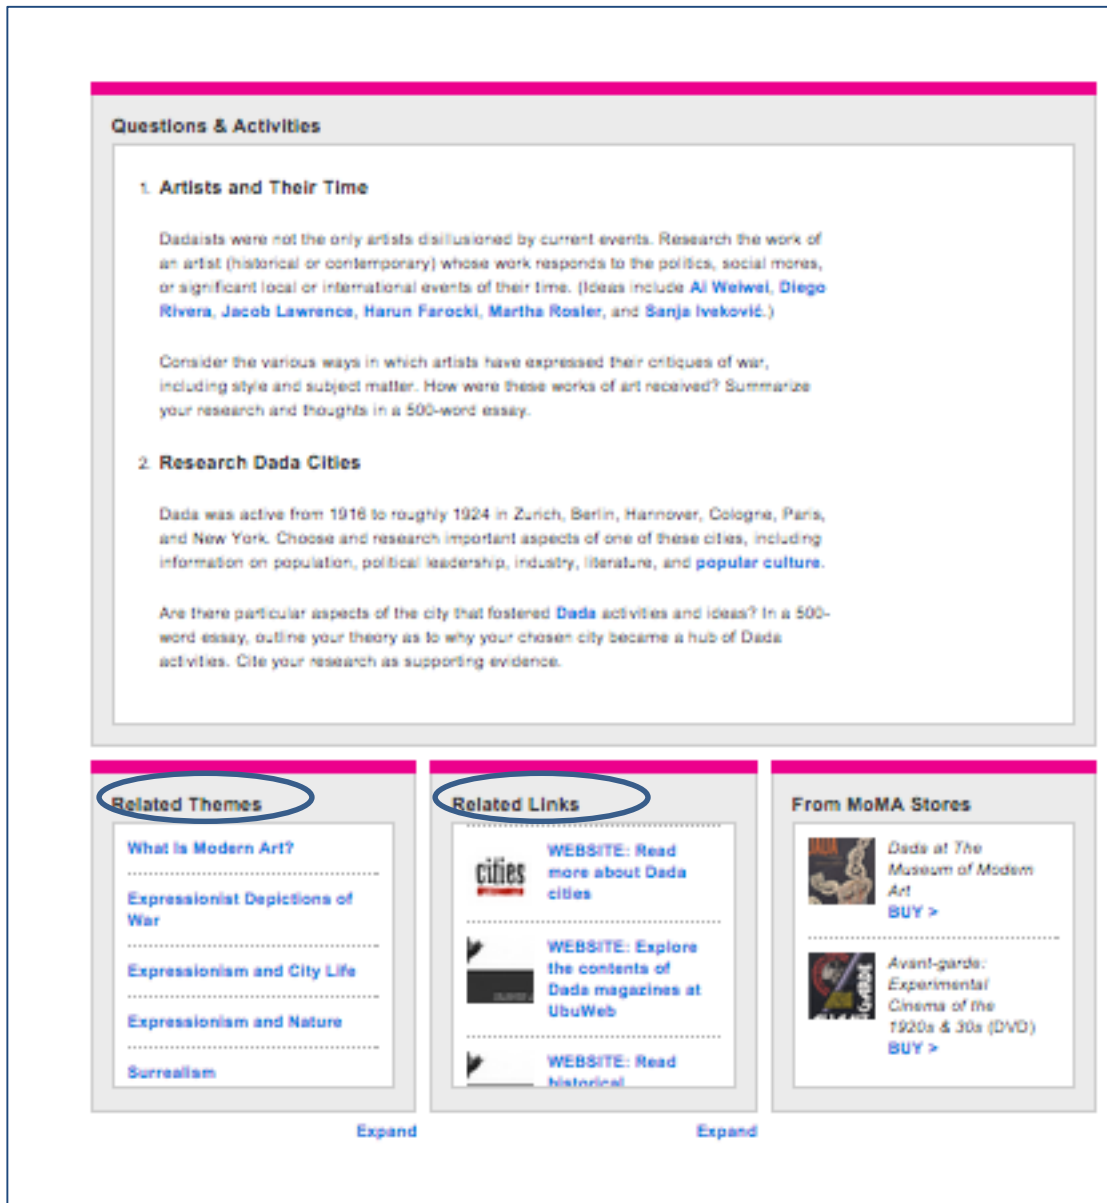 Questions & Activities
1. Artists and Their Time
Dadaists were not the only artists disillusioned by current events. Research the work of
an artist (historical or contemporary) whose work responds to the politics, social mores,
or significant local or international events of their time. (Ideas include Ai Weiwei, Diego
Rivera, Jacob Lawrence, Harun Farocki, Martha Rosler, and Sanja Iveković.)
Consider the various ways in which artists have expressed their critiques of war,
including style and subject matter. How were these works of art received? Summarize
your research and thoughts in a 500-word essay.
2. Research Dada Cities
Dada was active from 1916 to roughly 1924 in Zurich, Berlin, Hannover, Cologne, Paris,
and New York. Choose and research important aspects of one of these cities, including
information on population, political leadership, industry, literature, and popular culture.
Are there particular aspects of the city that fostered Dada activities and ideas? In a 500-
word essay, outline your theory as to why your chosen city became a hub of Dada
activities. Cite your research as supporting evidence.
Related Themes
What Is Modern Art?
Expressionist Depictions of
War
Expressionism and City Life
Expressionism and Nature
Surrealism
Expand
Related Links
cities
WEBSITE: Read
more about Dada
cities
WEBSITE: Explore
the contents of
Dada magazines at
UbuWeb
WEBSITE: Read
historical
Expand
From MoMA Stores
DADA
Dada at The
Museum of Modern
Art
BUY >
Avant-garde:
Experimental
Cinema of the
1920s & 30s (DVD)
BUY >